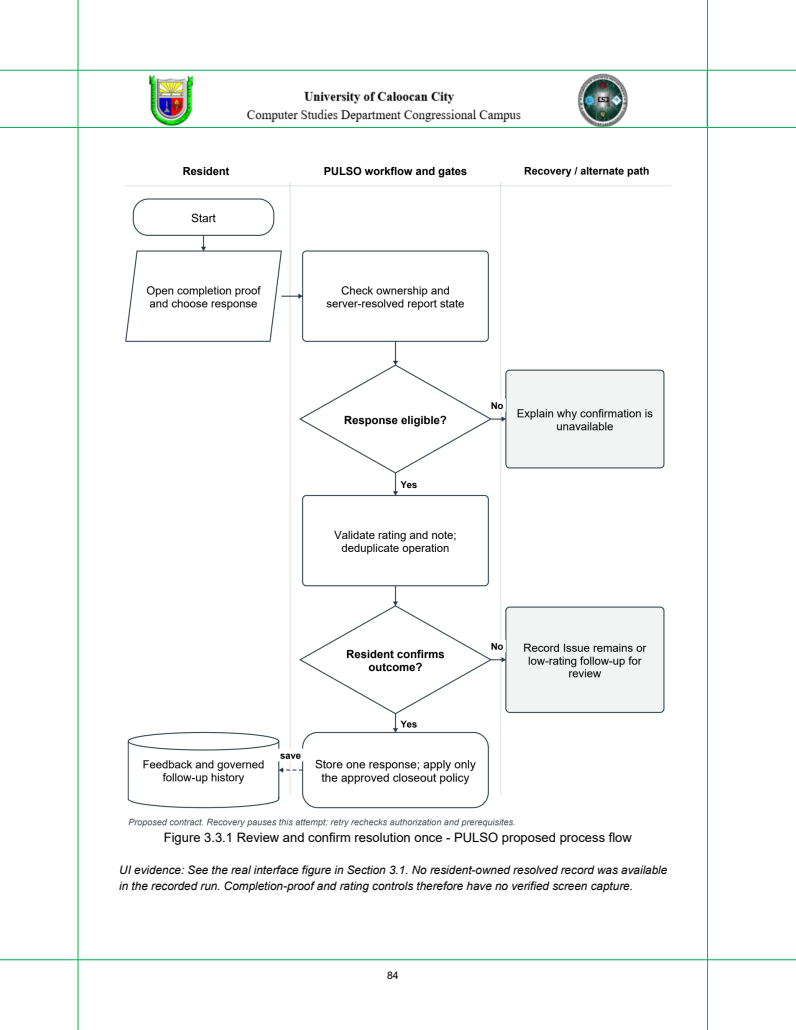 University of Caloocan City
Computer Studies Department Congressional Campus
Resident
PULSO workflow and gates
Recovery / alternate path
Start
Open completion proof
and choose response
Check ownership and
server-resolved report state
Response eligible?
No
Explain why confirmation is
unavailable
Yes
Validate rating and note;
deduplicate operation
Resident confirms
outcome?
No
Record Issue remains or
low-rating follow-up for
review
Yes
Feedback and governed
follow-up history
save
Store one response; apply only
the approved closeout policy
Proposed contract. Recovery pauses this attempt; retry rechecks authorization and prerequisites.
Figure 3.3.1 Review and confirm resolution once - PULSO proposed process flow
UI evidence: See the real interface figure in Section 3.1. No resident-owned resolved record was available
in the recorded run. Completion-proof and rating controls therefore have no verified screen capture.
84